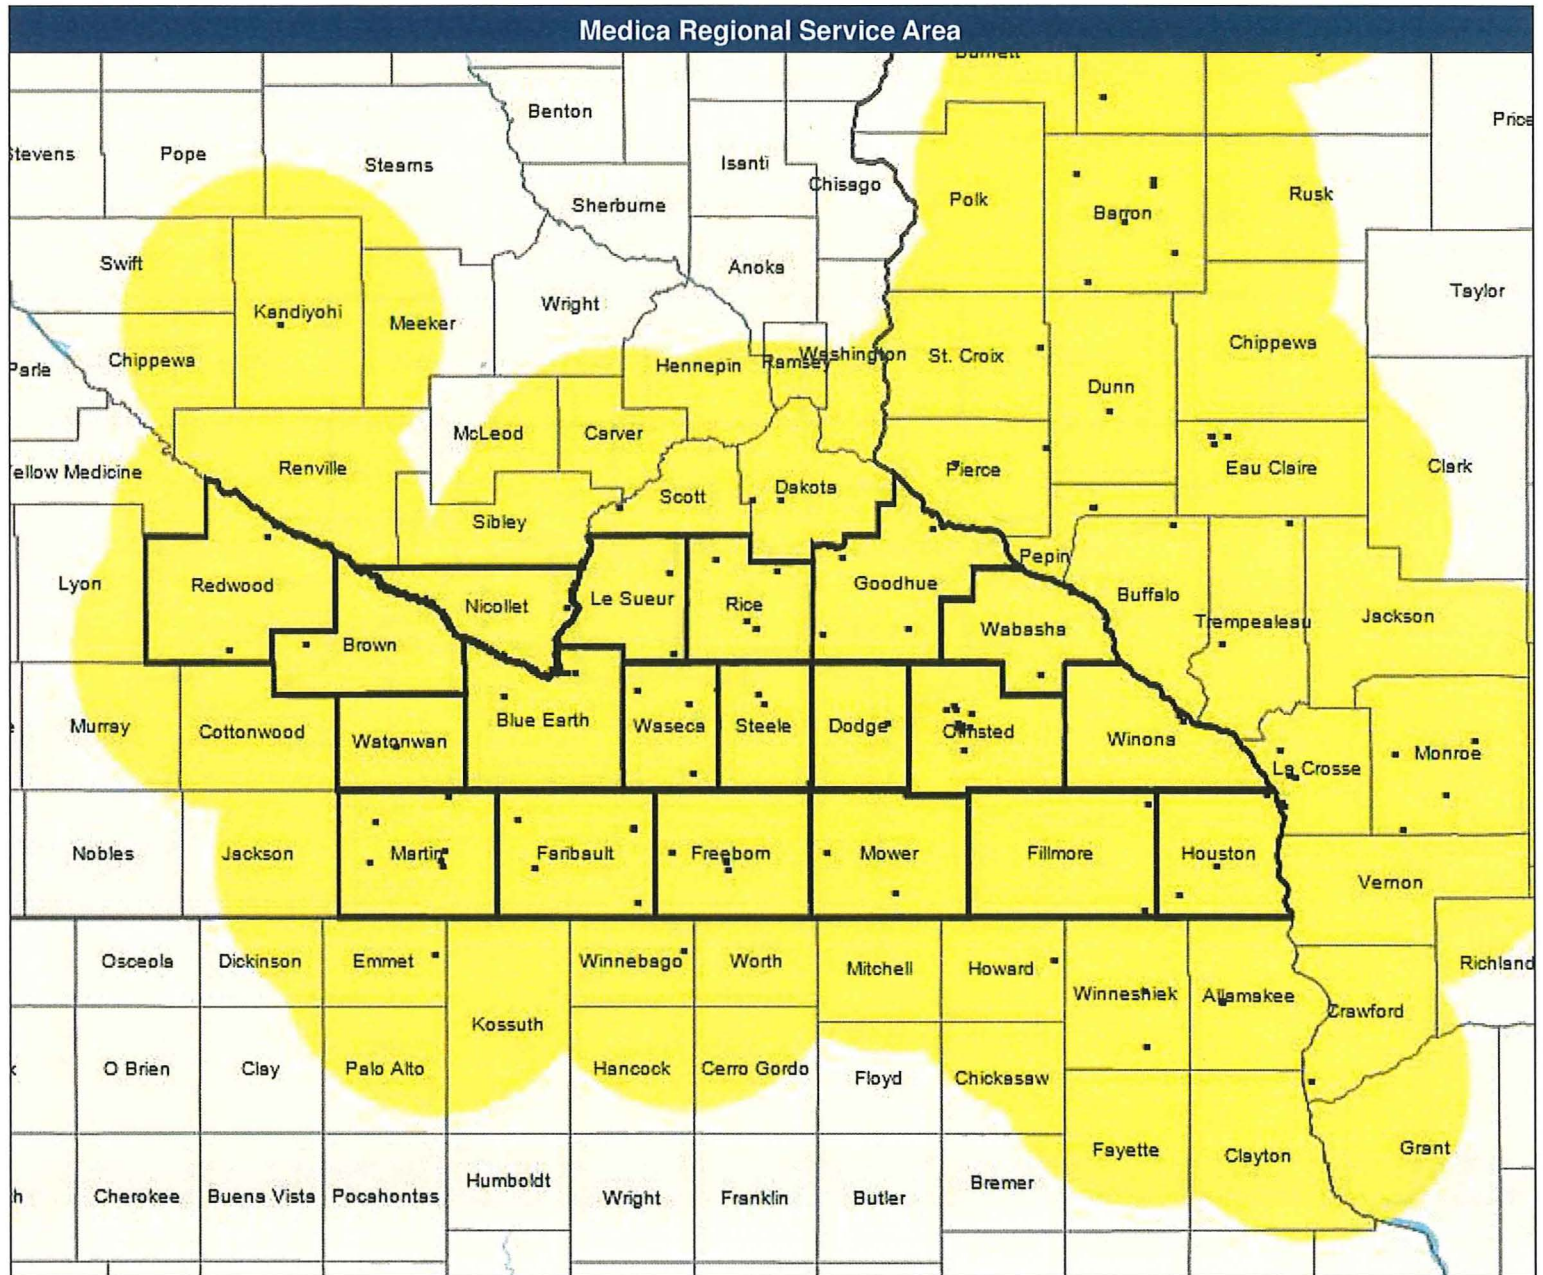 Medica Regional Service Area
Burnett
Benton
Price
Stevens
Pope
Stearns
Isanti
Chisago
Polk
Barron
Rusk
Sherburne
Swift
Anoka
Taylor
Kandiyohi
Meeker
Wright
Chippewa
Parle
Hennepin
Ramsey
Washington
St. Croix
Chippewa
Dunn
McLeod
Carver
Yellow Medicine
Renville
Scott
Dakota
Pierce
Eau Claire
Clark
Sibley
Pepin
Lyon
Redwood
Nicollet
Le Sueur
Rice
Goodhue
Buffalo
Trempealeau
Jackson
Brown
Wabasha
Murray
Cottonwood
Watonwan
Blue Earth
Waseca
Steele
Dodge
Olmsted
Winona
La Crosse
Monroe
Nobles
Jackson
Martin
Faribault
Freeborn
Mower
Fillmore
Houston
Vernon
Osceola
Dickinson
Emmet
Winnebago
Worth
Mitchell
Howard
Winneshiek
Allamakee
Crawford
Richland
Kossuth
O Brien
Clay
Palo Alto
Hancock
Cerro Gordo
Floyd
Chickasaw
Fayette
Clayton
Grant
Cherokee
Buena Vista
Pocahontas
Humboldt
Wright
Franklin
Butler
Bremer